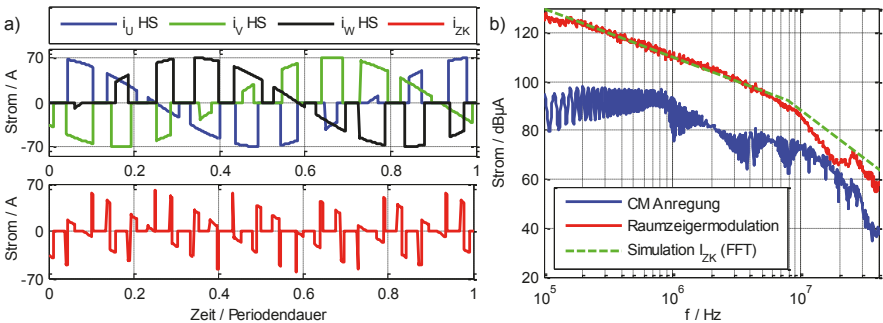 a)
i_U HS i_V HS i_W HS i_ZK
Strom / A
70
0
-70
0 0.2 0.4 0.6 0.8 1
Strom / A
70
0
-70
0 0.2 0.4 0.6 0.8 1
Zeit / Periodendauer
b)
Strom / dBµA
120
100
80
60
40
20
CM Anregung
Raumzeigermodulation
Simulation I_ZK (FFT)
10^5 10^6 10^7
f / Hz